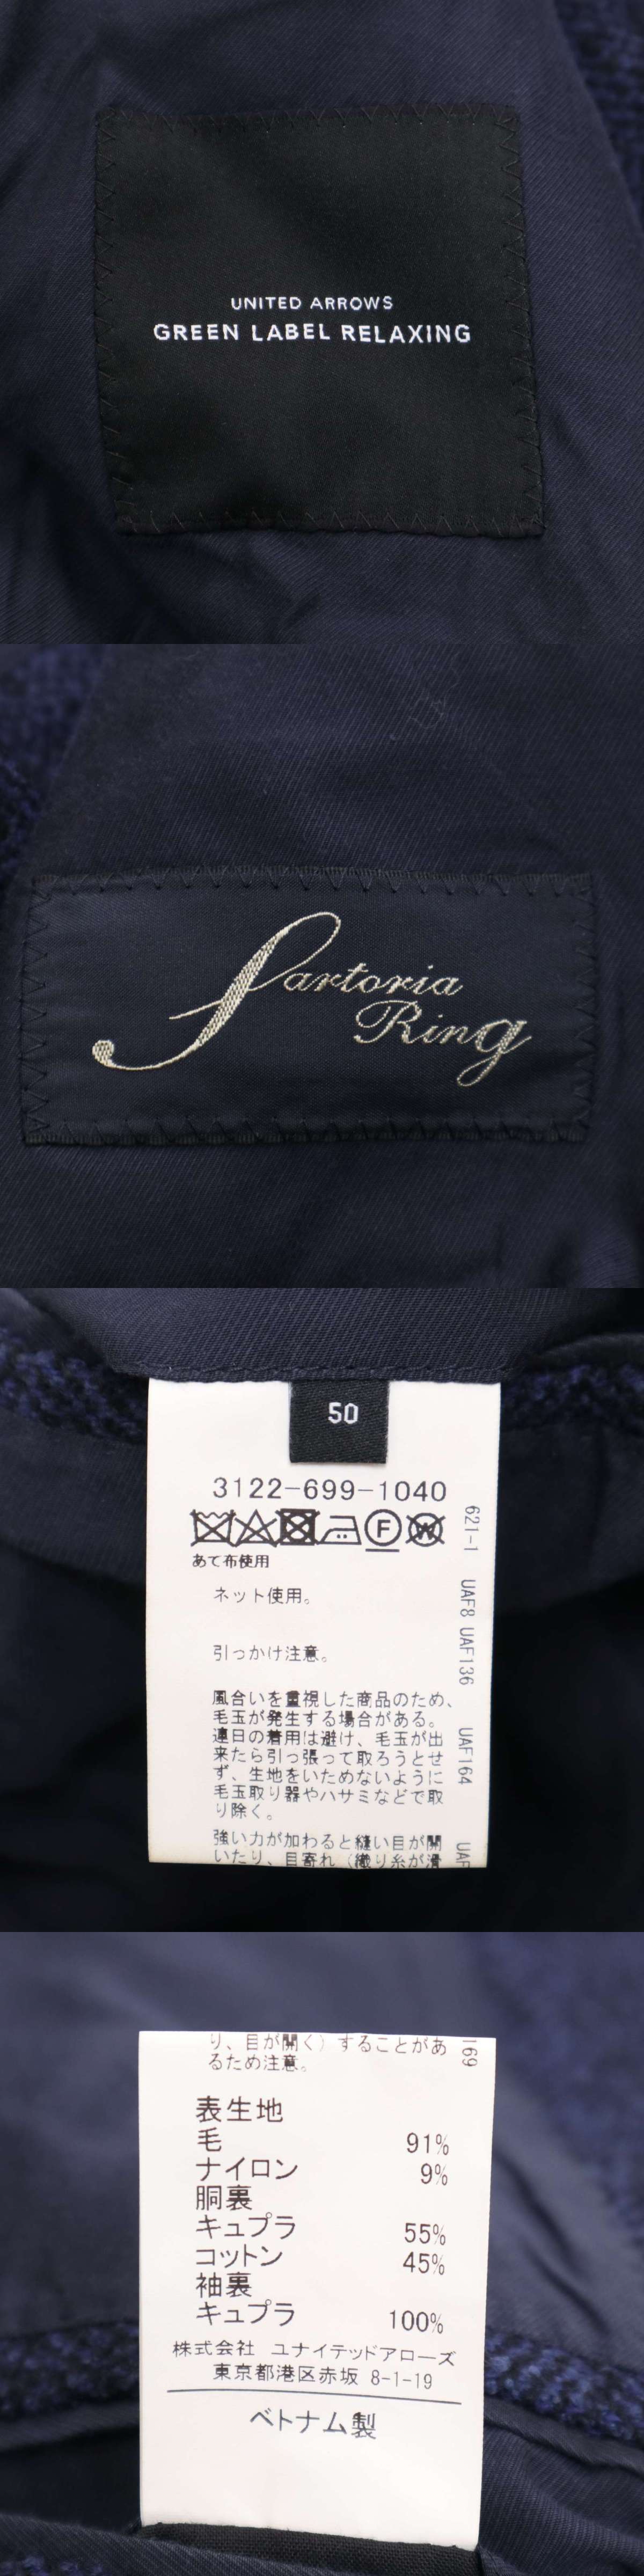 UNITED ARROWS
GREEN LABEL RELAXING
Sartoria
Ring
50
3122-699-1040
F
W
あて布使用
ネット使用。
引っかけ注意。
風合いを重視した商品のため、
毛玉が発生する場合がある。
連日の着用は避け、毛玉が出
来たら引っ張って取ろうとせ
ず、生地をいためないように
毛玉取り器やハサミなどで取
り除く。
強い力が加わると縫い目が開
いたり、目寄れ（織り糸が滑
621-1 UAF8 UAF136 UAF164 UAF
り、目が開く）することがあ
るため注意。
169
表生地
毛 91%
ナイロン 9%
胴裏
キュプラ 55%
コットン 45%
袖裏
キュプラ 100%
株式会社 ユナイテッドアローズ
東京都港区赤坂 8-1-19
ベトナム製